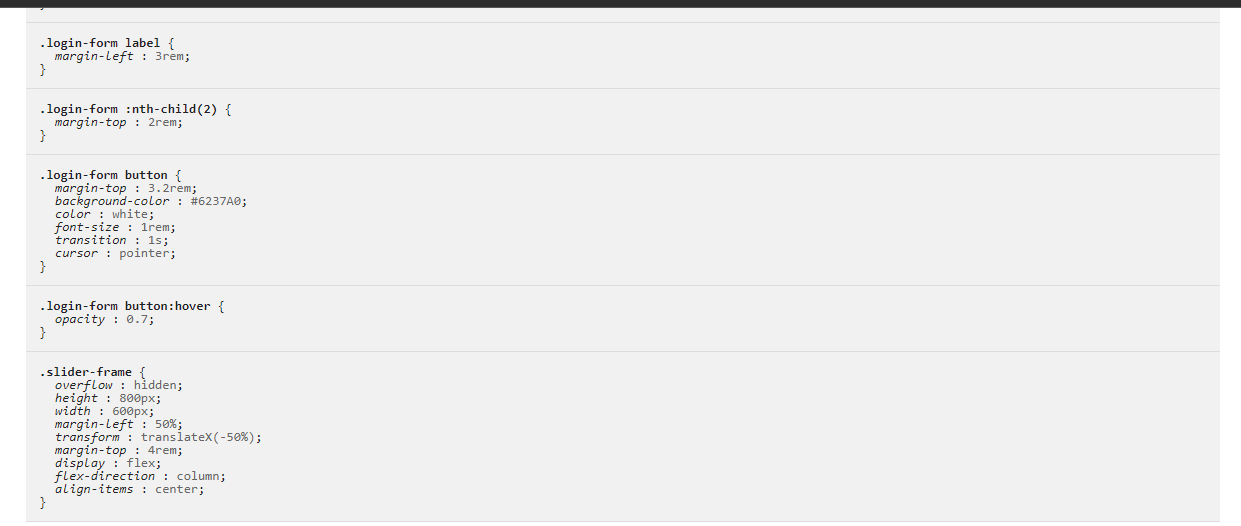 }
.login-form label {
margin-left : 3rem;
}
.login-form :nth-child(2) {
margin-top : 2rem;
}
.login-form button {
margin-top : 3.2rem;
background-color : #6237A0;
color : white;
font-size : 1rem;
transition : 1s;
cursor : pointer;
}
.login-form button:hover {
opacity : 0.7;
}
.slider-frame {
overflow : hidden;
height : 800px;
width : 600px;
margin-left : 50%;
transform : translateX(-50%);
margin-top : 4rem;
display : flex;
flex-direction : column;
align-items : center;
}